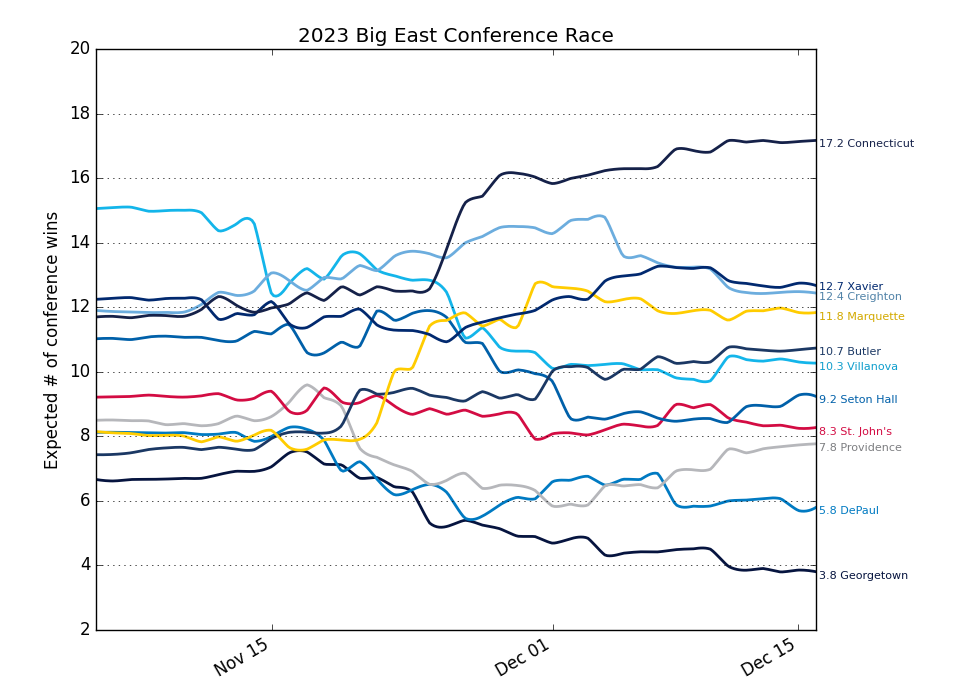 2023 Big East Conference Race
Expected # of conference wins
20
18
16
14
12
10
8
6
4
2
Nov 15
Dec 01
Dec 15
17.2 Connecticut
12.7 Xavier
12.4 Creighton
11.8 Marquette
10.7 Butler
10.3 Villanova
9.2 Seton Hall
8.3 St. John's
7.8 Providence
5.8 DePaul
3.8 Georgetown